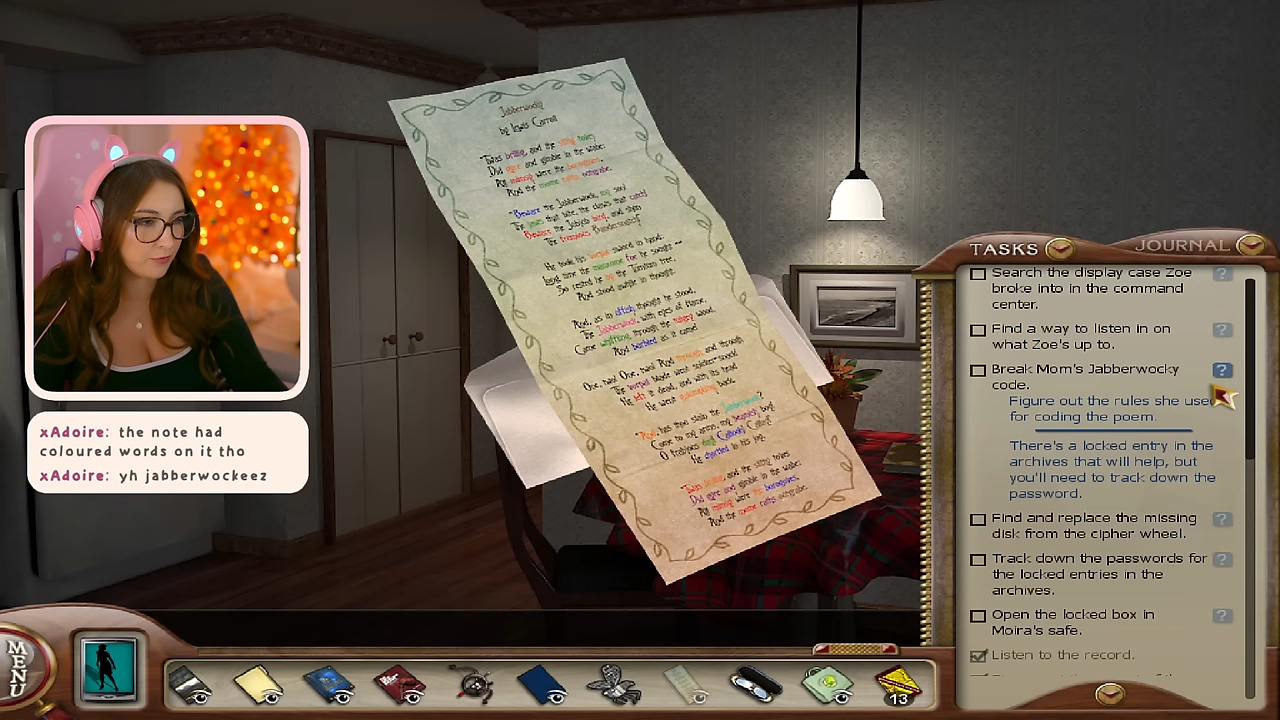 Jabberwocky
by Lewis Carroll
"Twas brillig, and the slithy toves
Did gyre and gimble in the wabe:
All mimsy were the borogoves,
And the mome raths outgrabe.
"Beware the Jabberwock, my son!
The jaws that bite, the claws that catch!
Beware the Jubjub bird, and shun
The frumious Bandersnatch!"
He took his vorpal sword in hand:
Long time the manxome foe he sought --
So rested he by the Tumtum tree,
And stood awhile in thought.
And, as in uffish thought he stood,
The Jabberwock, with eyes of flame,
Came whiffling through the tulgey wood,
And burbled as it came!
One, two! One, two! And through and through
The vorpal blade went snicker-snack!
He left it dead, and with its head
He went galumphing back.
"And has thou slain the Jabberwock?
Come to my arms, my beamish boy!
O frabjous day! Callooh! Callay!"
He chortled in his joy.
"Twas brillig, and the slithy toves
Did gyre and gimble in the wabe:
All mimsy were the borogoves,
And the mome raths outgrabe.
xAdoire: the note had
coloured words on it tho
xAdoire: yh jabberwockeez
TASKS
JOURNAL
Search the display case Zoe
broke into in the command
center.
?
Find a way to listen in on
what Zoe's up to.
?
Break Mom's Jabberwocky
code.
?
Figure out the rules she use
for coding the poem.
There's a locked entry in the
archives that will help, but
you'll need to track down the
password.
Find and replace the missing
disk from the cipher wheel.
?
Track down the passwords for
the locked entries in the
archives.
?
Open the locked box in
Moira's safe.
?
Listen to the record.
MENU
13